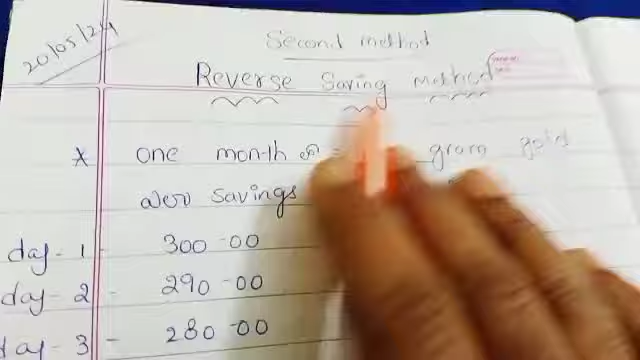 20/05/24
Second method
Reverse Saving Method
* one month gram gold
savings
day - 1 - 300 -00
day - 2 - 290 -00
day - 3 - 280 -00